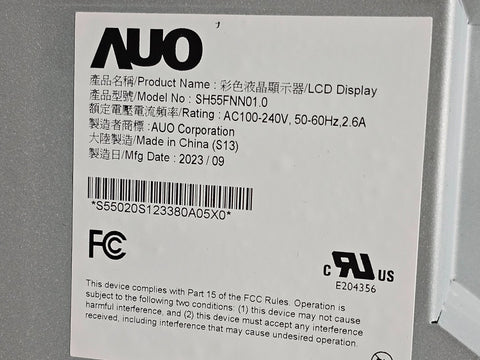 AUO
產品名稱/Product Name : 彩色液晶顯示器/LCD Display
產品型號/Model No : SH55FNN01.0
額定電壓電流頻率/Rating : AC100-240V, 50-60Hz,2.6A
製造者商標 :AUO Corporation
大陸製造/Made in China (S13)
製造日/Mfg Date : 2023 / 09
*S55020S123380A05X0*
FC
c RU US
E204356
This device complies with Part 15 of the FCC Rules. Operation is
subject to the following two conditions: (1) this device may not cause
harmful interference, and (2) this device must accept any interference
received, including interference that may cause undesired operation.